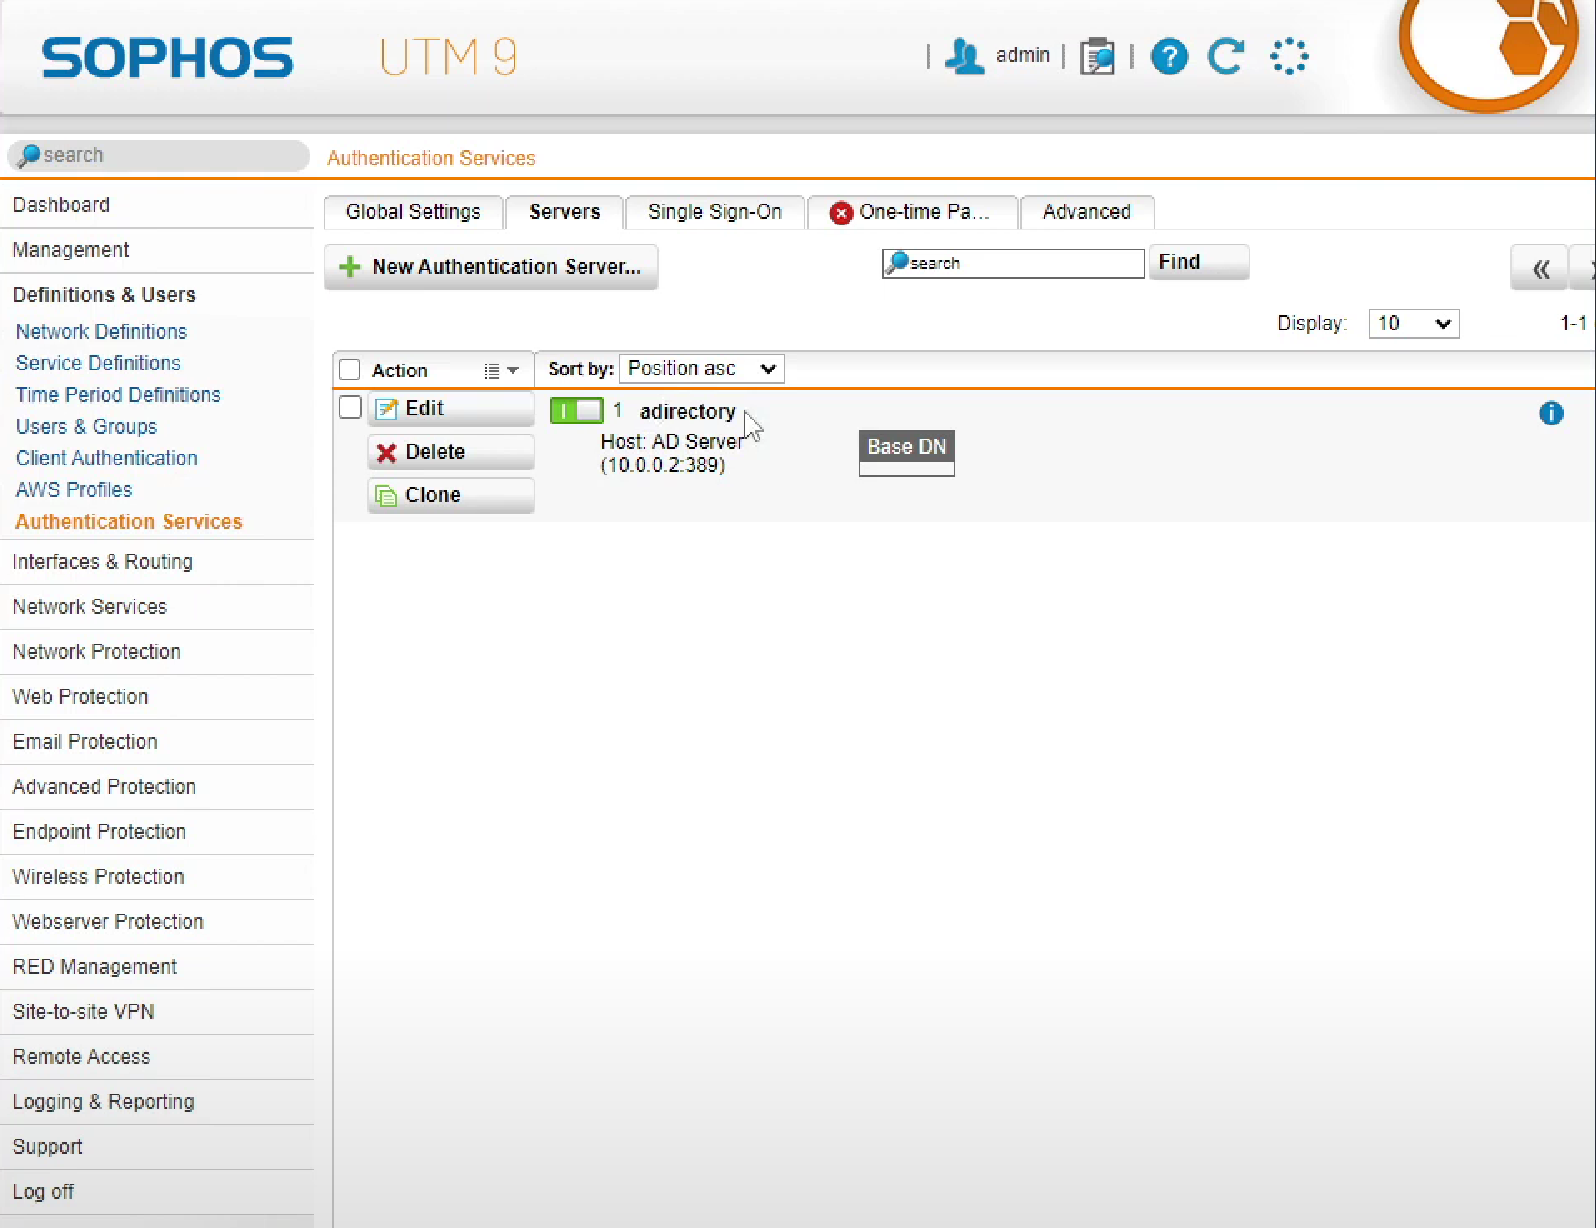 SOPHOS UTM 9
| admin | | ?
search
Authentication Services
Dashboard
Management
Definitions & Users
Network Definitions
Service Definitions
Time Period Definitions
Users & Groups
Client Authentication
AWS Profiles
Authentication Services
Interfaces & Routing
Network Services
Network Protection
Web Protection
Email Protection
Advanced Protection
Endpoint Protection
Wireless Protection
Webserver Protection
RED Management
Site-to-site VPN
Remote Access
Logging & Reporting
Support
Log off
Global Settings Servers Single Sign-On One-time Pa... Advanced
New Authentication Server... search Find «
Display: 10 1-1
Action Sort by: Position asc
Edit 1 adirectory i
Host: AD Server Base DN
Delete (10.0.0.2:389)
Clone